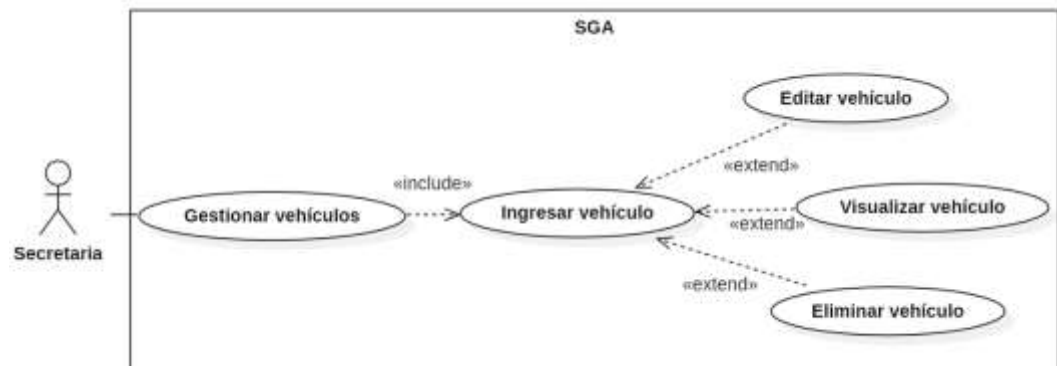 SGA
Editar vehículo
«extend»
«include»
Gestionar vehículos
Ingresar vehículo
Visualizar vehículo
«extend»
Secretaria
«extend»
Eliminar vehículo